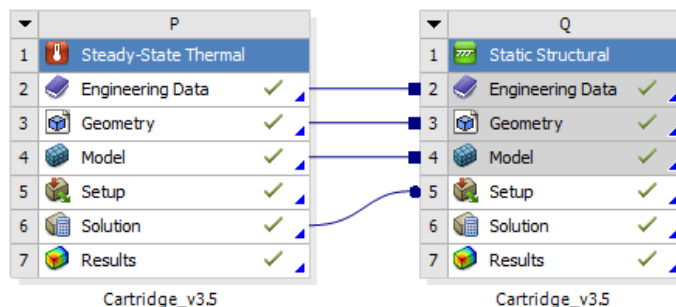 P
1 Steady-State Thermal
2 Engineering Data
3 Geometry
4 Model
5 Setup
6 Solution
7 Results
Cartridge_v3.5
Q
1 Static Structural
2 Engineering Data
3 Geometry
4 Model
5 Setup
6 Solution
7 Results
Cartridge_v3.5